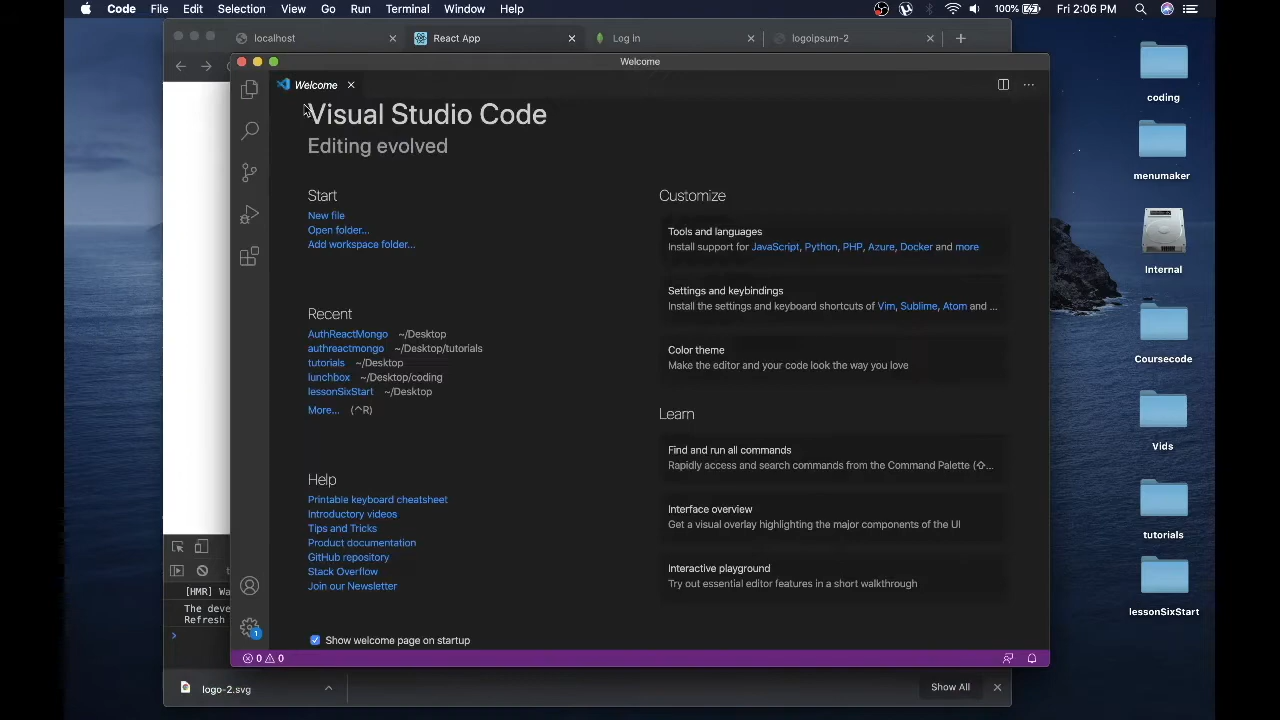 Code File Edit Selection View Go Run Terminal Window Help
100% Fri 2:06 PM
localhost
React App
Log In
logoipsum-2
Welcome
Welcome
Visual Studio Code
Editing evolved
Start
New file
Open folder...
Add workspace folder...
Recent
AuthReactMongo ~/Desktop
authreactmongo ~/Desktop/tutorials
tutorials ~/Desktop
lunchbox ~/Desktop/coding
lessonSixStart ~/Desktop
More... (^R)
Help
Printable keyboard cheatsheet
Introductory videos
Tips and Tricks
Product documentation
GitHub repository
Stack Overflow
Join our Newsletter
Show welcome page on startup
Customize
Tools and languages
Install support for JavaScript, Python, PHP, Azure, Docker and more
Settings and keybindings
Install the settings and keyboard shortcuts of Vim, Sublime, Atom and ...
Color theme
Make the editor and your code look the way you love
Learn
Find and run all commands
Rapidly access and search commands from the Command Palette (⇧...
Interface overview
Get a visual overlay highlighting the major components of the UI
Interactive playground
Try out essential editor features in a short walkthrough
1
0 0
[HMR] Wa
The deve
Refresh
logo-2.svg
Show All
coding
menumaker
Internal
Coursecode
Vids
tutorials
lessonSixStart